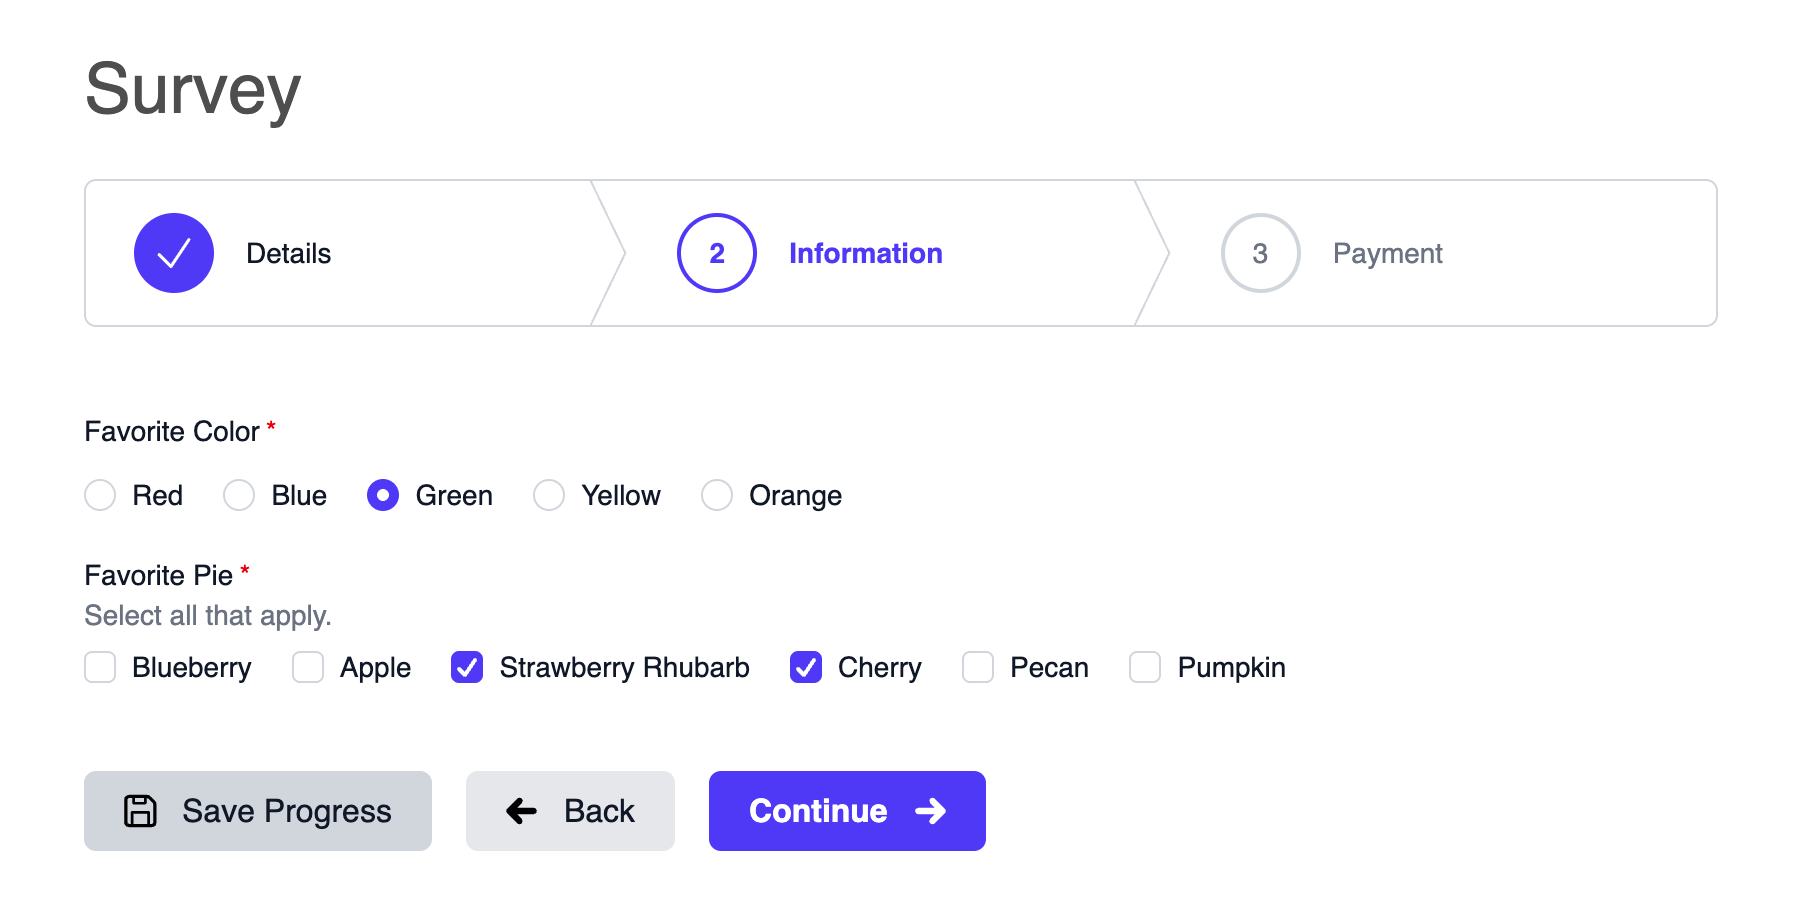 Survey
Details
2 Information
3 Payment
Favorite Color *
Red Blue Green Yellow Orange
Favorite Pie *
Select all that apply.
Blueberry Apple Strawberry Rhubarb Cherry Pecan Pumpkin
Save Progress Back Continue